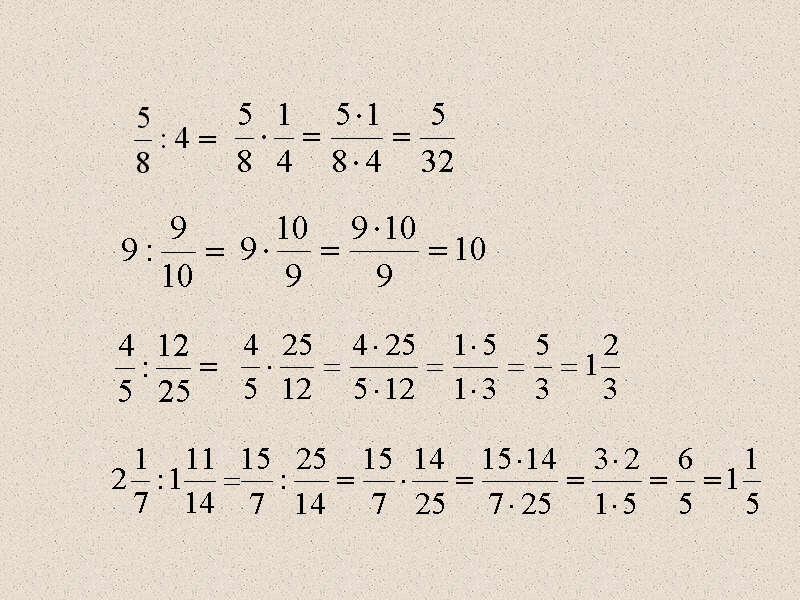 5/8 : 4 = 5/8 · 1/4 = 5·1/8·4 = 5/32
9 : 9/10 = 9 · 10/9 = 9·10/9 = 10
4/5 : 12/25 = 4/5 · 25/12 = 4·25/5·12 = 1·5/1·3 = 5/3 = 1 2/3
2 1/7 : 1 11/14 = 15/7 : 25/14 = 15/7 · 14/25 = 15·14/7·25 = 3·2/1·5 = 6/5 = 1 1/5